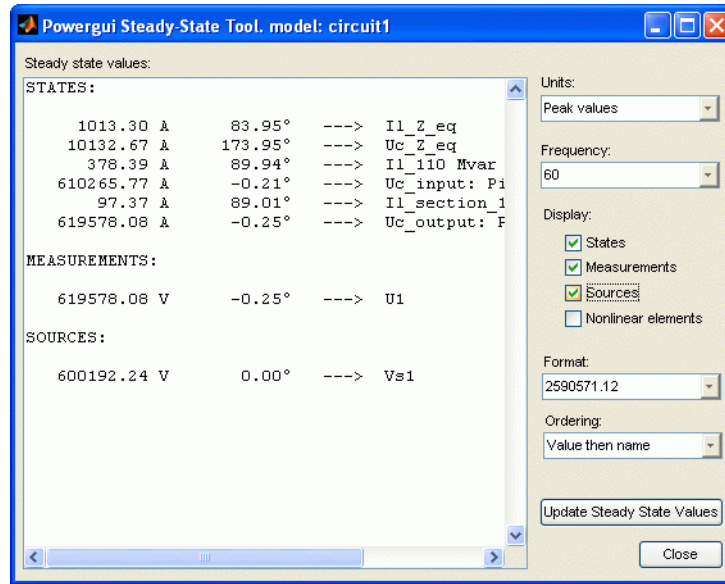 Powergui Steady-State Tool. model: circuit1
Steady state values:
STATES:
1013.30 A 83.95° ---> Il_Z_eq
10132.67 A 173.95° ---> Uc_Z_eq
378.39 A 89.94° ---> Il_110 Mvar
610265.77 A -0.21° ---> Uc_input: Pi
97.37 A 89.01° ---> Il_section_1
619578.08 A -0.25° ---> Uc_output: P
MEASUREMENTS:
619578.08 V -0.25° ---> U1
SOURCES:
600192.24 V 0.00° ---> Vs1
Units:
Peak values
Frequency:
60
Display:
States
Measurements
Sources
Nonlinear elements
Format:
2590571.12
Ordering:
Value then name
Update Steady State Values
Close